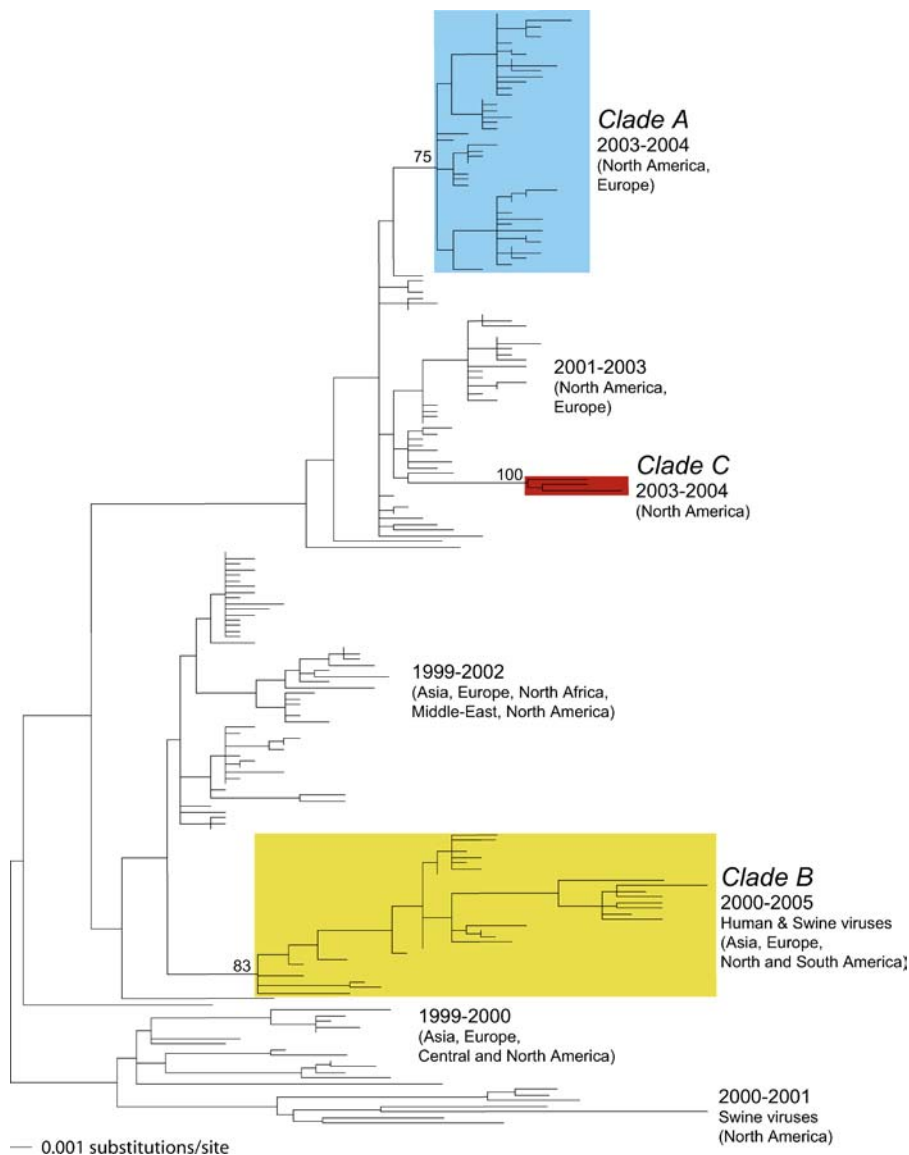 75
Clade A
2003-2004
(North America,
Europe)
2001-2003
(North America,
Europe)
100
Clade C
2003-2004
(North America)
1999-2002
(Asia, Europe, North Africa,
Middle-East, North America)
83
Clade B
2000-2005
Human & Swine viruses
(Asia, Europe,
North and South America)
1999-2000
(Asia, Europe,
Central and North America)
2000-2001
Swine viruses
(North America)
0.001 substitutions/site